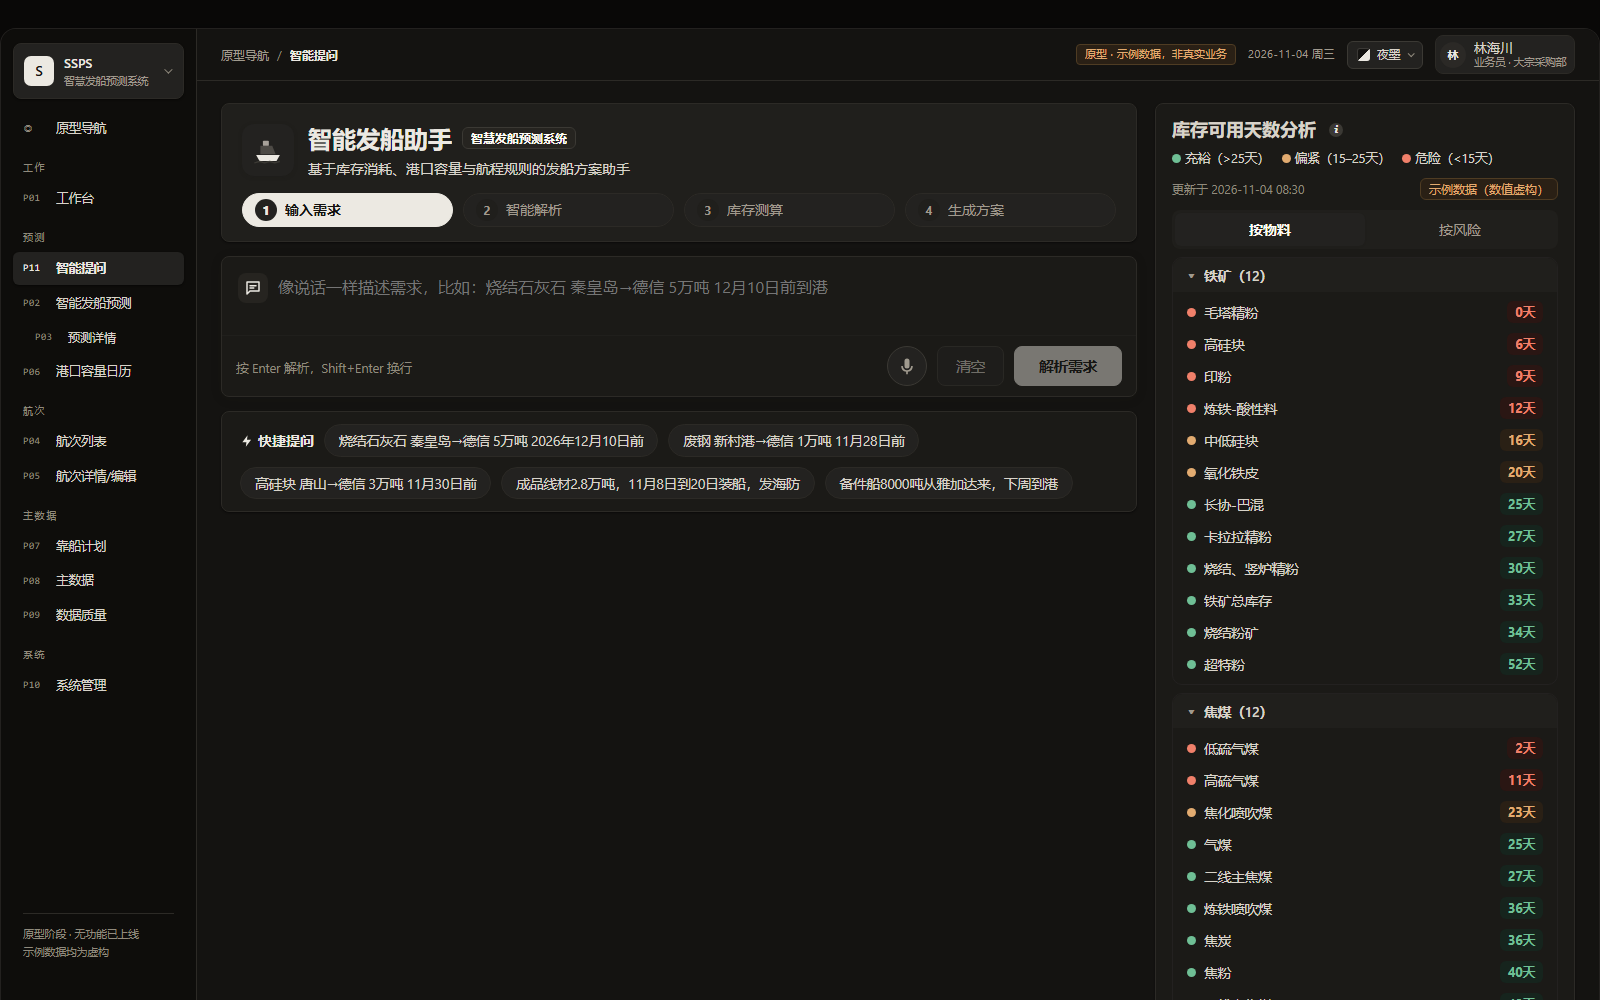 S
SSPS
智慧发船预测系统
© 原型导航
工作
P01 工作台
预测
P11 智能提问
P02 智能发船预测
P03 预测详情
P06 港口容量日历
航次
P04 航次列表
P05 航次详情/编辑
主数据
P07 靠船计划
P08 主数据
P09 数据质量
系统
P10 系统管理
原型阶段 · 无功能已上线
示例数据均为虚构
原型导航 / 智能提问
原型 · 示例数据，非真实业务
2026-11-04 周三
夜墨
林
林海川
业务员 · 大宗采购部
智能发船助手 智慧发船预测系统
基于库存消耗、港口容量与航程规则的发船方案助手
1 输入需求
2 智能解析
3 库存测算
4 生成方案
像说话一样描述需求，比如：烧结石灰石 秦皇岛→德信 5万吨 12月10日前到港
按 Enter 解析，Shift+Enter 换行
清空
解析需求
快捷提问
烧结石灰石 秦皇岛→德信 5万吨 2026年12月10日前
废钢 新村港→德信 1万吨 11月28日前
高硅块 唐山→德信 3万吨 11月30日前
成品线材2.8万吨，11月8日到20日装船，发海防
备件船8000吨从雅加达来，下周到港
库存可用天数分析
充裕（>25天） 偏紧（15–25天） 危险（<15天）
更新于 2026-11-04 08:30
示例数据（数值虚构）
按物料
按风险
铁矿（12）
毛塔精粉 0天
高硅块 6天
印粉 9天
炼铁-酸性料 12天
中低硅块 16天
氧化铁皮 20天
长协-巴混 25天
卡拉拉精粉 27天
烧结、竖炉精粉 30天
铁矿总库存 33天
烧结粉矿 34天
超特粉 52天
焦煤（12）
低硫气煤 2天
高硫气煤 11天
焦化喷吹煤 23天
气煤 25天
二线主焦煤 27天
炼铁喷吹煤 36天
焦炭 36天
焦粉 40天